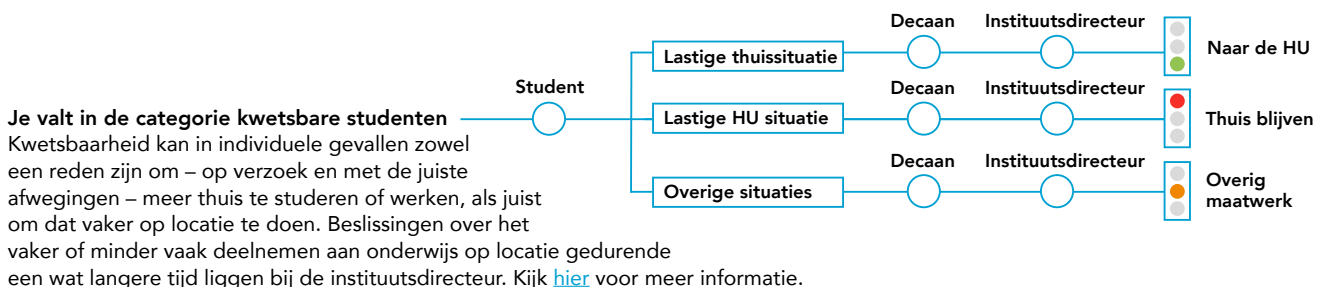 Decaan Instituutsdirecteur
Lastige thuissituatie Naar de HU
Student
Decaan Instituutsdirecteur
Je valt in de categorie kwetsbare studenten Lastige HU situatie Thuis blijven
Kwetsbaarheid kan in individuele gevallen zowel
een reden zijn om – op verzoek en met de juiste
afwegingen – meer thuis te studeren of werken, als juist
om dat vaker op locatie te doen. Beslissingen over het
vaker of minder vaak deelnemen aan onderwijs op locatie gedurende
een wat langere tijd liggen bij de instituutsdirecteur. Kijk hier voor meer informatie.
Decaan Instituutsdirecteur
Overige situaties
Overig
maatwerk